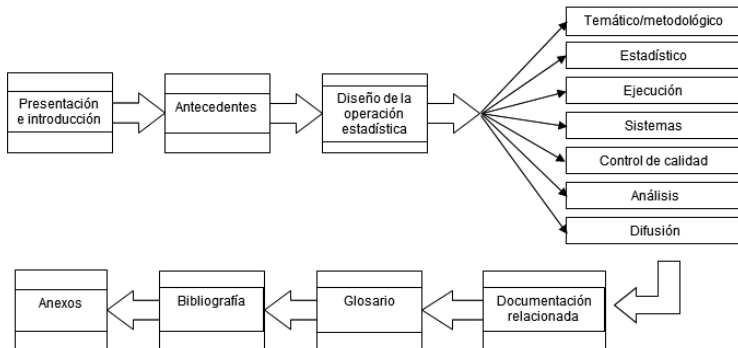 Presentación
e introducción
Antecedentes
Diseño de la
operación
estadística
Temático/metodológico
Estadístico
Ejecución
Sistemas
Control de calidad
Análisis
Difusión
Anexos
Bibliografía
Glosario
Documentación
relacionada